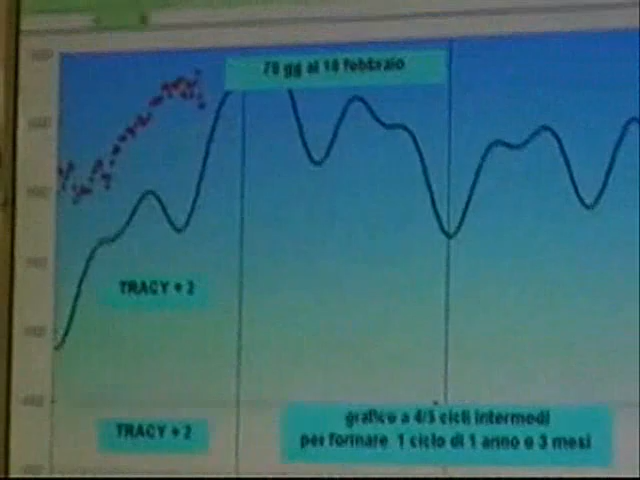 78 gg al 18 febbraio
TRACY + 2
TRACY + 2
grafico a 4/5 cicli intermedi
per formare 1 ciclo di 1 anno e 3 mesi